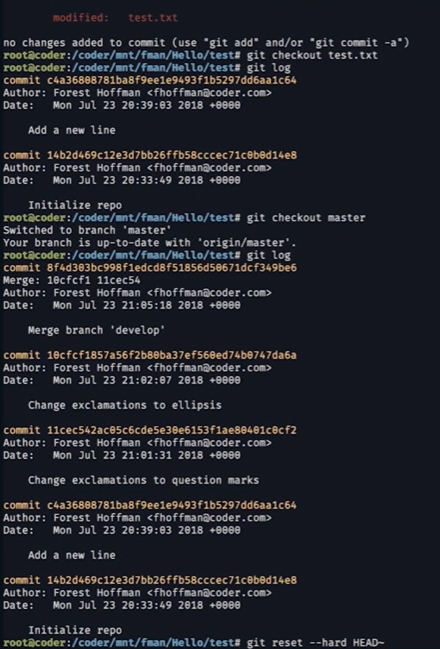 modified:   test.txt
no changes added to commit (use "git add" and/or "git commit -a")
root@coder:/coder/mnt/fman/Hello/test# git checkout test.txt
root@coder:/coder/mnt/fman/Hello/test# git log
commit c4a36808781ba8f9ee1e9493f1b5297dd6aa1c64
Author: Forest Hoffman <fhoffman@coder.com>
Date:   Mon Jul 23 20:39:03 2018 +0000
Add a new line
commit 14b2d469c12e3d7bb26ffb58cccec71c0b0d14e8
Author: Forest Hoffman <fhoffman@coder.com>
Date:   Mon Jul 23 20:33:49 2018 +0000
Initialize repo
root@coder:/coder/mnt/fman/Hello/test# git checkout master
Switched to branch 'master'
Your branch is up-to-date with 'origin/master'.
root@coder:/coder/mnt/fman/Hello/test# git log
commit 8f4d303bc998f1edcd8f51856d50671dcf349be6
Merge: 10cfcf1 11cec54
Author: Forest Hoffman <fhoffman@coder.com>
Date:   Mon Jul 23 21:05:18 2018 +0000
Merge branch 'develop'
commit 10cfcf1857a56f2b80ba37ef560ed74b0747da6a
Author: Forest Hoffman <fhoffman@coder.com>
Date:   Mon Jul 23 21:02:07 2018 +0000
Change exclamations to ellipsis
commit 11cec542ac05c6cde5e30e6153f1ae80401c0cf2
Author: Forest Hoffman <fhoffman@coder.com>
Date:   Mon Jul 23 21:01:31 2018 +0000
Change exclamations to question marks
commit c4a36808781ba8f9ee1e9493f1b5297dd6aa1c64
Author: Forest Hoffman <fhoffman@coder.com>
Date:   Mon Jul 23 20:39:03 2018 +0000
Add a new line
commit 14b2d469c12e3d7bb26ffb58cccec71c0b0d14e8
Author: Forest Hoffman <fhoffman@coder.com>
Date:   Mon Jul 23 20:33:49 2018 +0000
Initialize repo
root@coder:/coder/mnt/fman/Hello/test# git reset --hard HEAD~